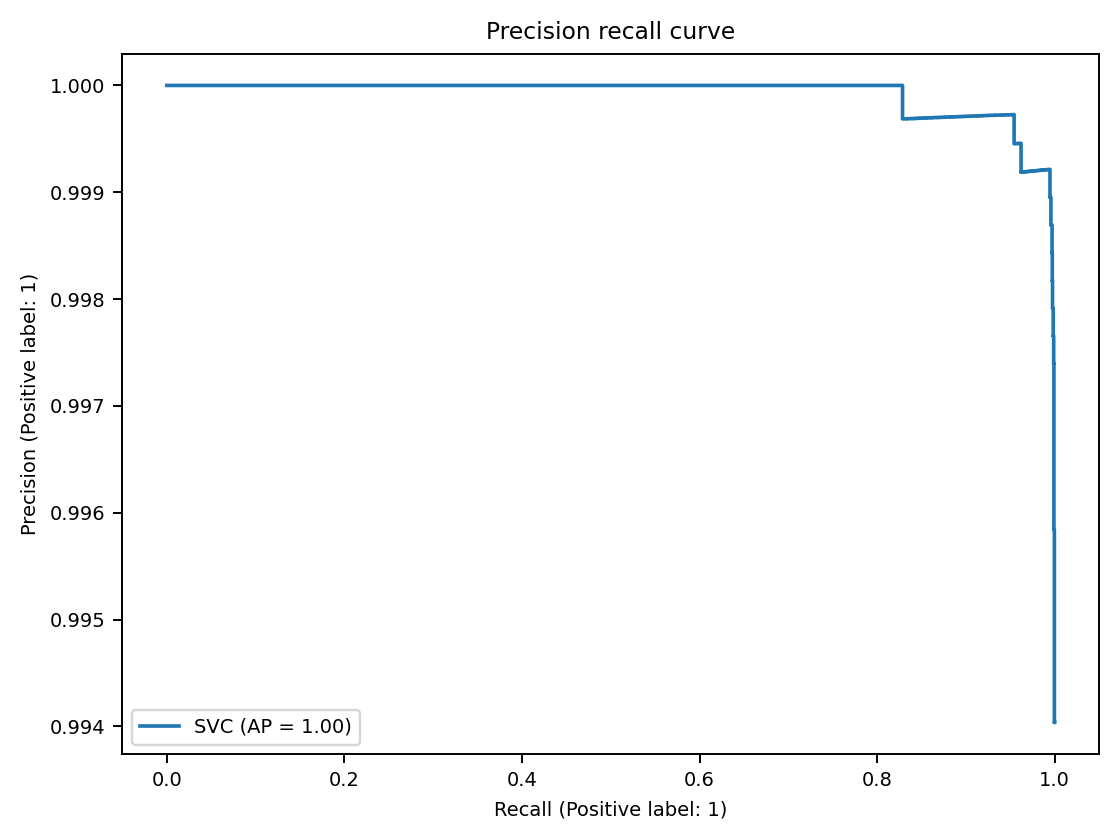 Precision recall curve
1.000
0.999
0.998
0.997
0.996
0.995
0.994
Precision (Positive label: 1)
SVC (AP = 1.00)
0.0 0.2 0.4 0.6 0.8 1.0
Recall (Positive label: 1)